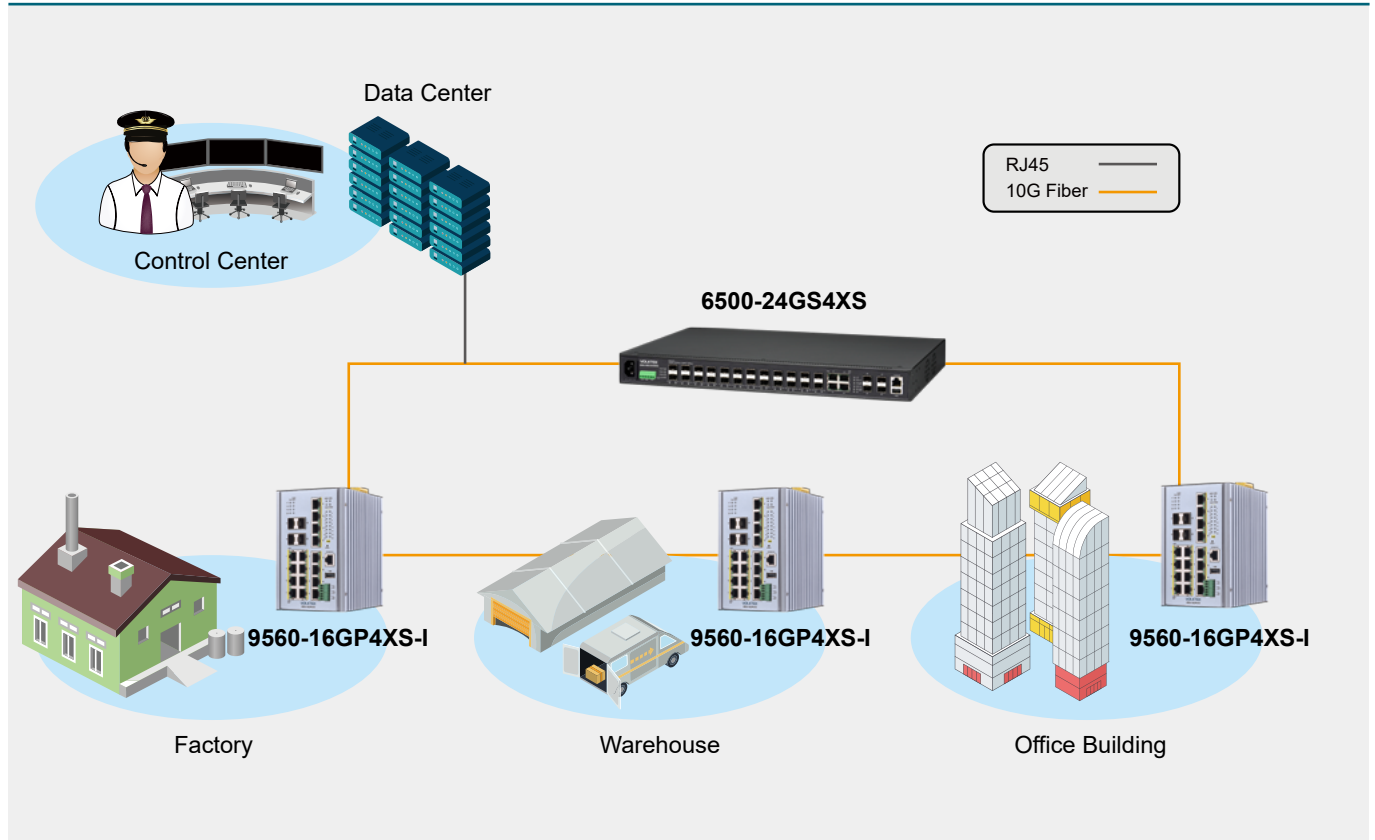 Data Center
RJ45
10G Fiber
Control Center
6500-24GS4XS
9560-16GP4XS-I
9560-16GP4XS-I
9560-16GP4XS-I
Factory
Warehouse
Office Building